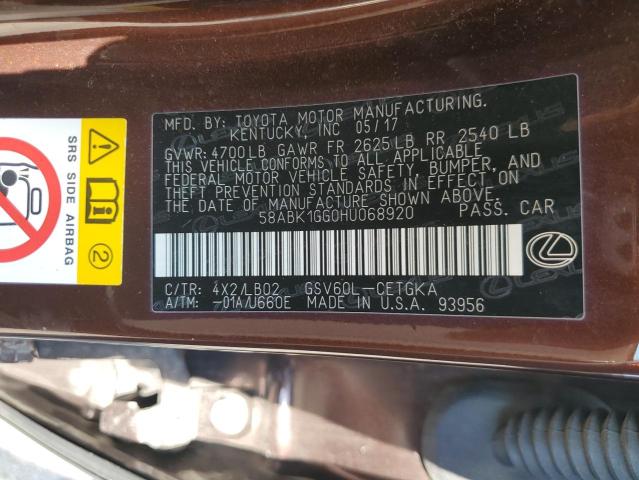 MFD. BY: TOYOTA MOTOR MANUFACTURING.
KENTUCKY, INC 05/17
GVWR: 4700LB GAWR FR 2625LB RR 2540 LB
THIS VEHICLE CONFORMS TO ALL APPLICABLE
FEDERAL MOTOR VEHICLE SAFETY, BUMPER, AND
THEFT PREVENTION STANDARDS IN EFFECT ON
THE DATE OF MANUFACTURE SHOWN ABOVE.
58ABK1GG0HU068920 PASS. CAR
C/TR: 4X2/LB02 GSV60L-CETGKA
A/TM: -01A/U660E MADE IN U.S.A. 93956
SRS SIDE AIRBAG
2